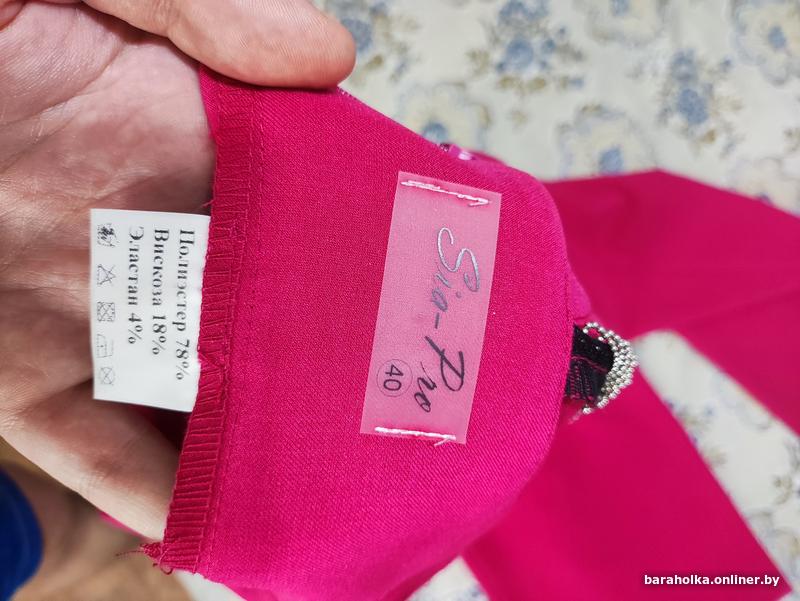 Полиэстер 78%
Вискоза 18%
Эластан 4%
Sia-Pro
40
baraholka.onliner.by